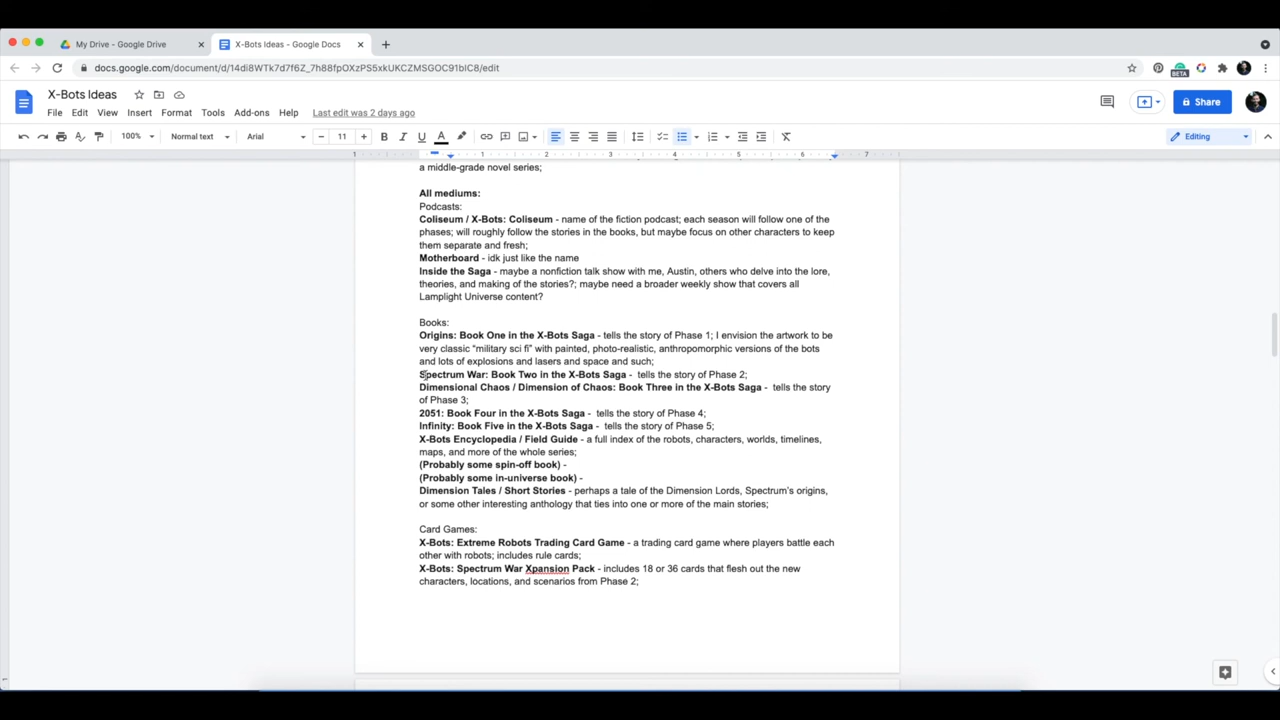 My Drive - Google Drive
X-Bots Ideas - Google Docs
docs.google.com/document/d/14di8WTk7d7f6Z_7h88fpOXzPS5xkUKCZMSGOC91bIC8/edit
BETA
X-Bots Ideas
File Edit View Insert Format Tools Add-ons Help Last edit was 2 days ago
Share
100% Normal text Arial 11 B I U A Editing
1 1 2 3 4 5 6 7
a middle-grade novel series;
All mediums:
Podcasts:
Coliseum / X-Bots: Coliseum - name of the fiction podcast; each season will follow one of the
phases; will roughly follow the stories in the books, but maybe focus on other characters to keep
them separate and fresh;
Motherboard - idk just like the name
Inside the Saga - maybe a nonfiction talk show with me, Austin, others who delve into the lore,
theories, and making of the stories?; maybe need a broader weekly show that covers all
Lamplight Universe content?
Books:
Origins: Book One in the X-Bots Saga - tells the story of Phase 1; I envision the artwork to be
very classic “military sci fi” with painted, photo-realistic, anthropomorphic versions of the bots
and lots of explosions and lasers and space and such;
Spectrum War: Book Two in the X-Bots Saga - tells the story of Phase 2;
Dimensional Chaos / Dimension of Chaos: Book Three in the X-Bots Saga - tells the story
of Phase 3;
2051: Book Four in the X-Bots Saga - tells the story of Phase 4;
Infinity: Book Five in the X-Bots Saga - tells the story of Phase 5;
X-Bots Encyclopedia / Field Guide - a full index of the robots, characters, worlds, timelines,
maps, and more of the whole series;
(Probably some spin-off book) -
(Probably some in-universe book) -
Dimension Tales / Short Stories - perhaps a tale of the Dimension Lords, Spectrum’s origins,
or some other interesting anthology that ties into one or more of the main stories;
Card Games:
X-Bots: Extreme Robots Trading Card Game - a trading card game where players battle each
other with robots; includes rule cards;
X-Bots: Spectrum War Xpansion Pack - includes 18 or 36 cards that flesh out the new
characters, locations, and scenarios from Phase 2;